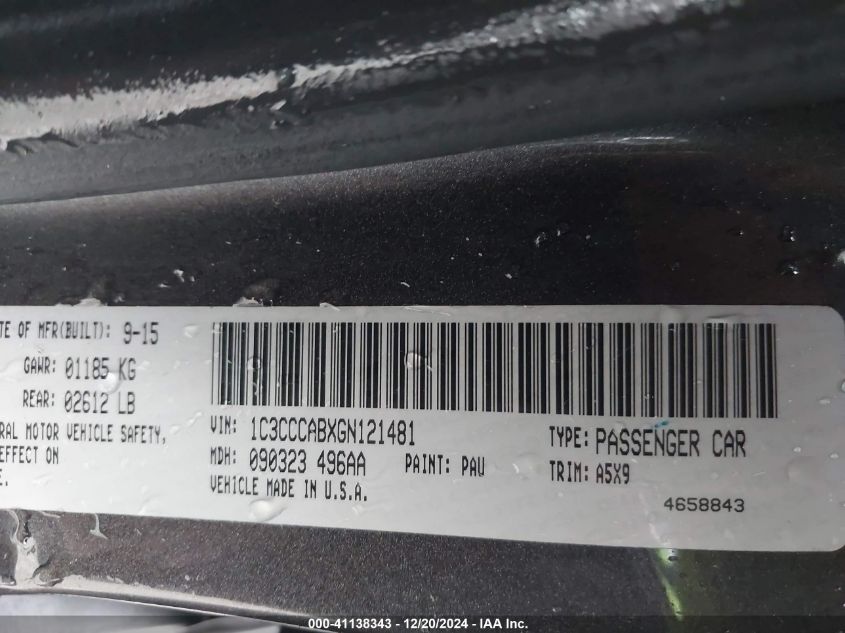 TE OF MFR(BUILT): 9-15
GAWR: 01185 KG
REAR: 02612 LB
RAL MOTOR VEHICLE SAFETY,
EFFECT ON
E.
VIN: 1C3CCCABXGN121481
TYPE: PASSENGER CAR
MDH: 090323 496AA PAINT: PAU
TRIM: A5X9
VEHICLE MADE IN U.S.A.
4658843
000-41138343 - 12/20/2024 - IAA Inc.